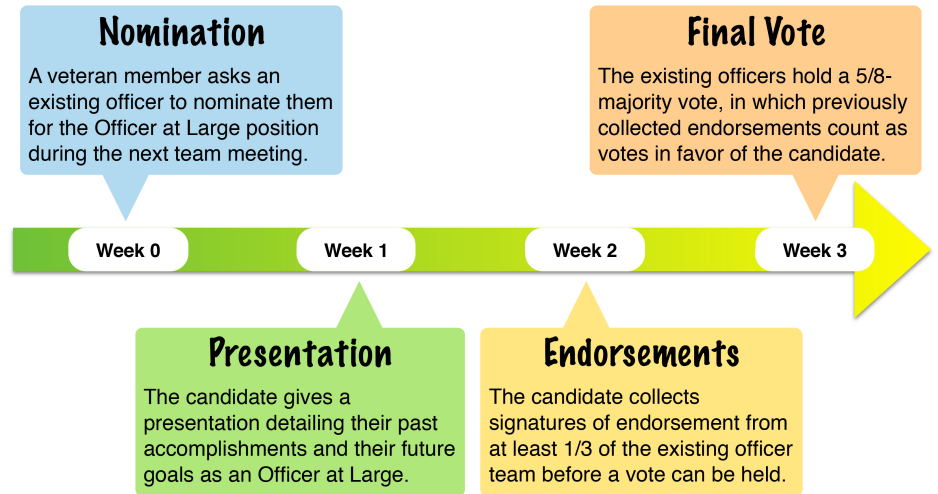 Nomination
A veteran member asks an
existing officer to nominate them
for the Officer at Large position
during the next team meeting.
Final Vote
The existing officers hold a 5/8-
majority vote, in which previously
collected endorsements count as
votes in favor of the candidate.
Week 0
Week 1
Week 2
Week 3
Presentation
The candidate gives a
presentation detailing their past
accomplishments and their future
goals as an Officer at Large.
Endorsements
The candidate collects
signatures of endorsement from
at least 1/3 of the existing officer
team before a vote can be held.